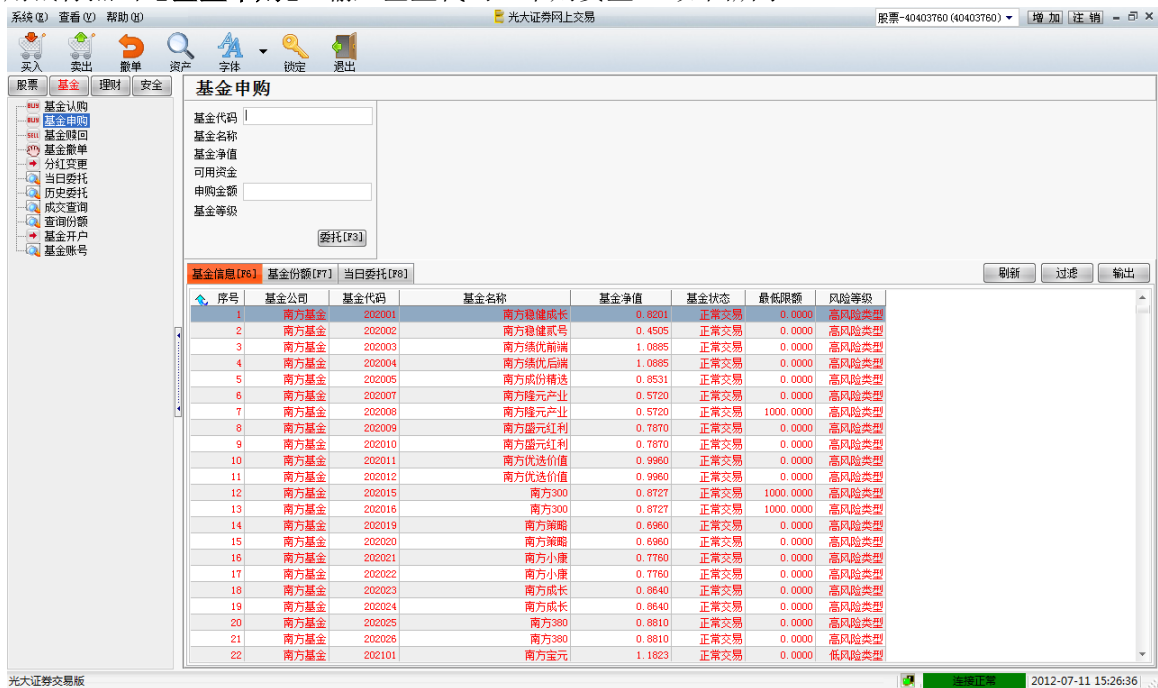 系统(R) 查看(V) 帮助(H) 光大证券网上交易 股票-40403760(40403760) 增 加 注 销
买入 卖出 撤单 资产 字体 锁定 退出
股票 基金 理财 安全
基金认购
基金申购
基金赎回
基金撤单
分红变更
当日委托
历史委托
成交查询
查询份额
基金开户
基金账号
基金申购
基金代码
基金名称
基金净值
可用资金
申购金额
基金等级
委托[F3]
基金信息[F6] 基金份额[F7] 当日委托[F8] 刷新 过滤 输出
序号 基金公司 基金代码 基金名称 基金净值 基金状态 最低限额 风险等级
1 南方基金 202001 南方稳健成长 0.8201 正常交易 0.0000 高风险类型
2 南方基金 202002 南方稳健贰号 0.4505 正常交易 0.0000 高风险类型
3 南方基金 202003 南方绩优前端 1.0885 正常交易 0.0000 高风险类型
4 南方基金 202004 南方绩优后端 1.0885 正常交易 0.0000 高风险类型
5 南方基金 202005 南方成份精选 0.8531 正常交易 0.0000 高风险类型
6 南方基金 202007 南方隆元产业 0.5720 正常交易 0.0000 高风险类型
7 南方基金 202008 南方隆元产业 0.5720 正常交易 1000.0000 高风险类型
8 南方基金 202009 南方盛元红利 0.7870 正常交易 0.0000 高风险类型
9 南方基金 202010 南方盛元红利 0.7870 正常交易 0.0000 高风险类型
10 南方基金 202011 南方优选价值 0.9960 正常交易 0.0000 高风险类型
11 南方基金 202012 南方优选价值 0.9960 正常交易 0.0000 高风险类型
12 南方基金 202015 南方300 0.8727 正常交易 1000.0000 高风险类型
13 南方基金 202016 南方300 0.8727 正常交易 1000.0000 高风险类型
14 南方基金 202019 南方策略 0.6960 正常交易 0.0000 高风险类型
15 南方基金 202020 南方策略 0.6960 正常交易 0.0000 高风险类型
16 南方基金 202021 南方小康 0.7760 正常交易 0.0000 高风险类型
17 南方基金 202022 南方小康 0.7760 正常交易 0.0000 高风险类型
18 南方基金 202023 南方成长 0.8640 正常交易 0.0000 高风险类型
19 南方基金 202024 南方成长 0.8640 正常交易 0.0000 高风险类型
20 南方基金 202025 南方380 0.8810 正常交易 0.0000 高风险类型
21 南方基金 202026 南方380 0.8810 正常交易 0.0000 高风险类型
22 南方基金 202101 南方宝元 1.1823 正常交易 0.0000 低风险类型
光大证券交易版 连接正常 2012-07-11 15:26:36